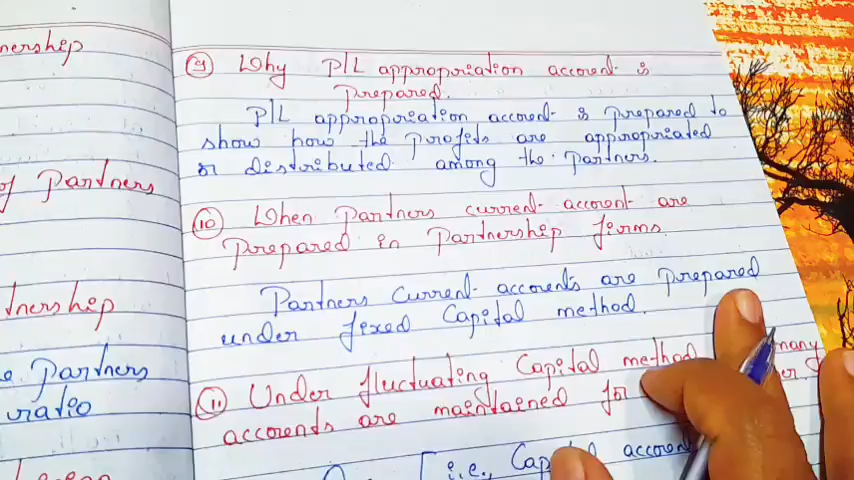 nership
of Partners
tnership
Partners
ratio
9 Why P/L appropriation account is
Prepared.
P/L appropriation account is prepared to
show how the profits are appropriated
or distributed among the Partners.
10 When Partners current account are
prepared in Partnership firms.
Partners Current accounts are prepared
under fixed Capital method.
11 Under fluctuating Capital method many
accounts are maintained for er.
[i.e., Cap l account